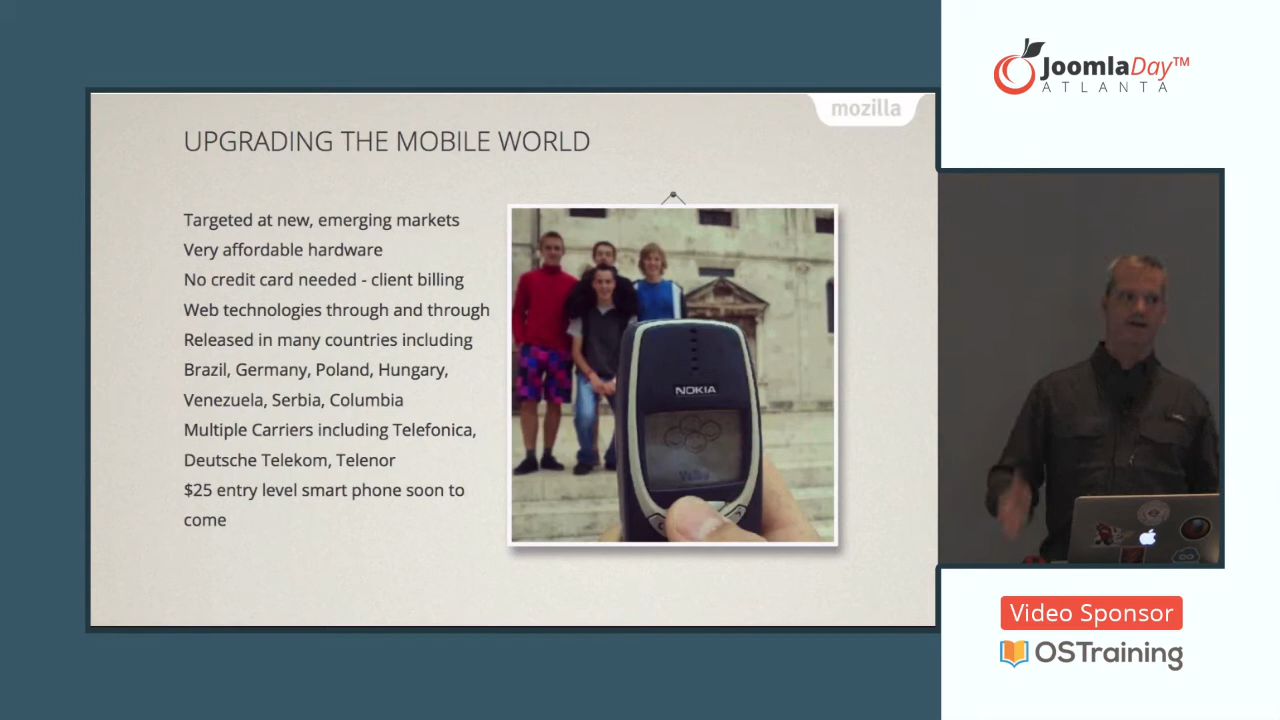 mozilla
UPGRADING THE MOBILE WORLD
Targeted at new, emerging markets
Very affordable hardware
No credit card needed - client billing
Web technologies through and through
Released in many countries including
Brazil, Germany, Poland, Hungary,
Venezuela, Serbia, Columbia
Multiple Carriers including Telefonica,
Deutsche Telekom, Telenor
$25 entry level smart phone soon to
come
NOKIA
JoomlaDay™
ATLANTA
Video Sponsor
OSTraining